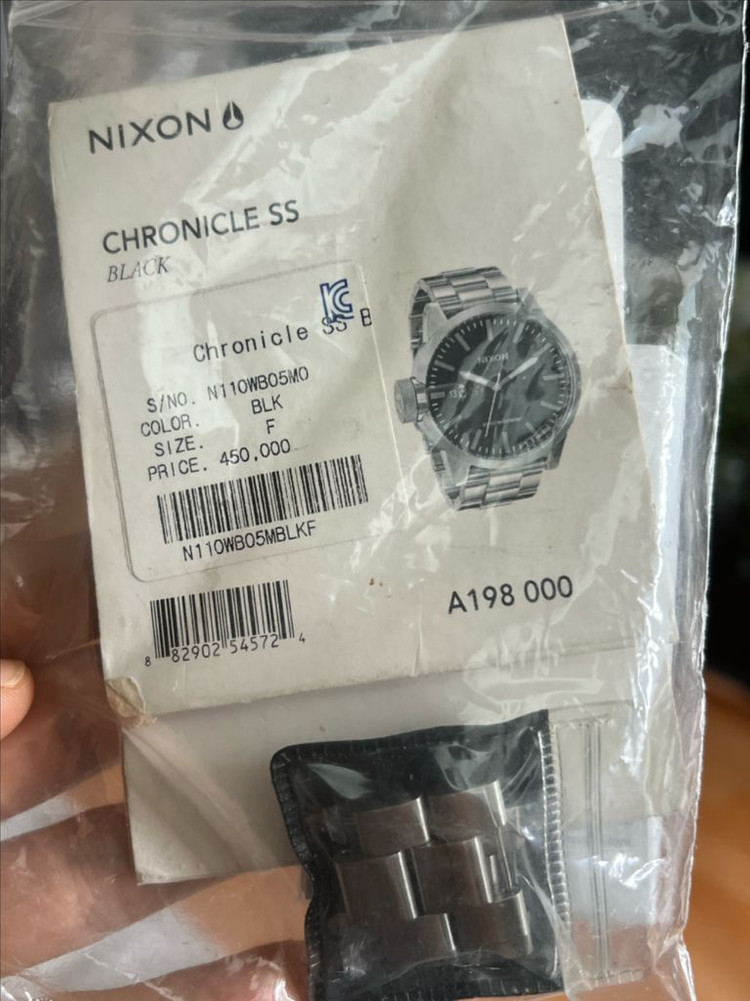 NIXON
CHRONICLE SS
BLACK
Chronicle SS B
S/NO. N110WB05MO
COLOR. BLK
SIZE. F
PRICE. 450,000
N110WB05MBLKF
8 82902 54572 4
A198 000
NIXON